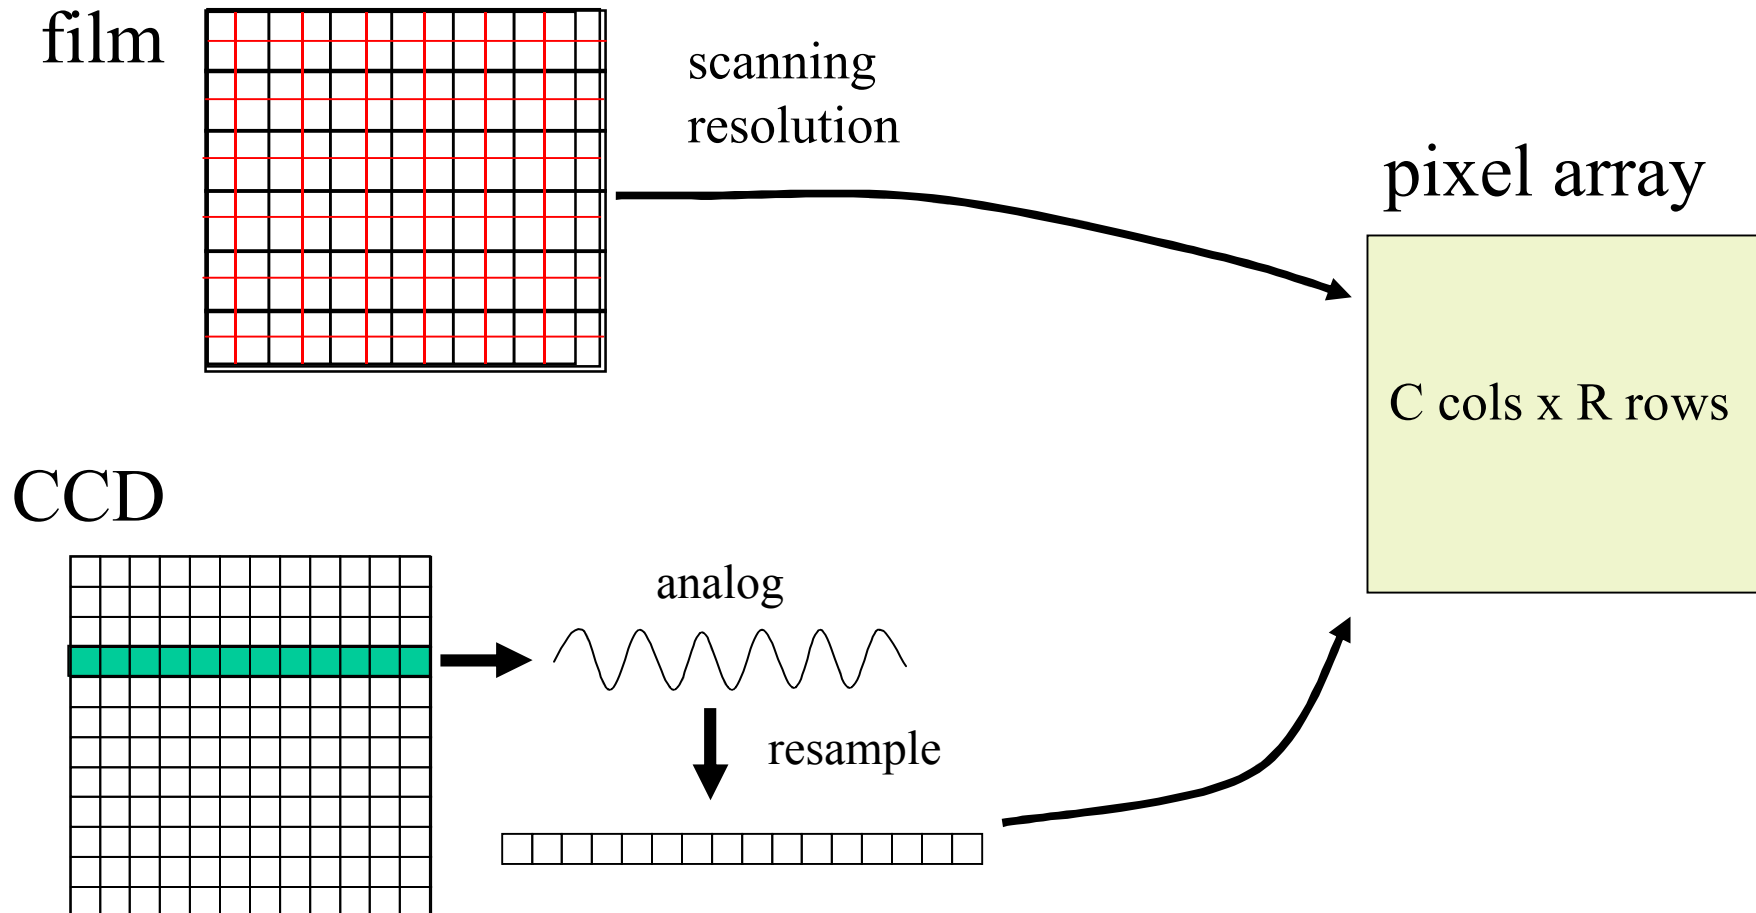 film
scanning
resolution
pixel array
C cols x R rows
CCD
analog
resample